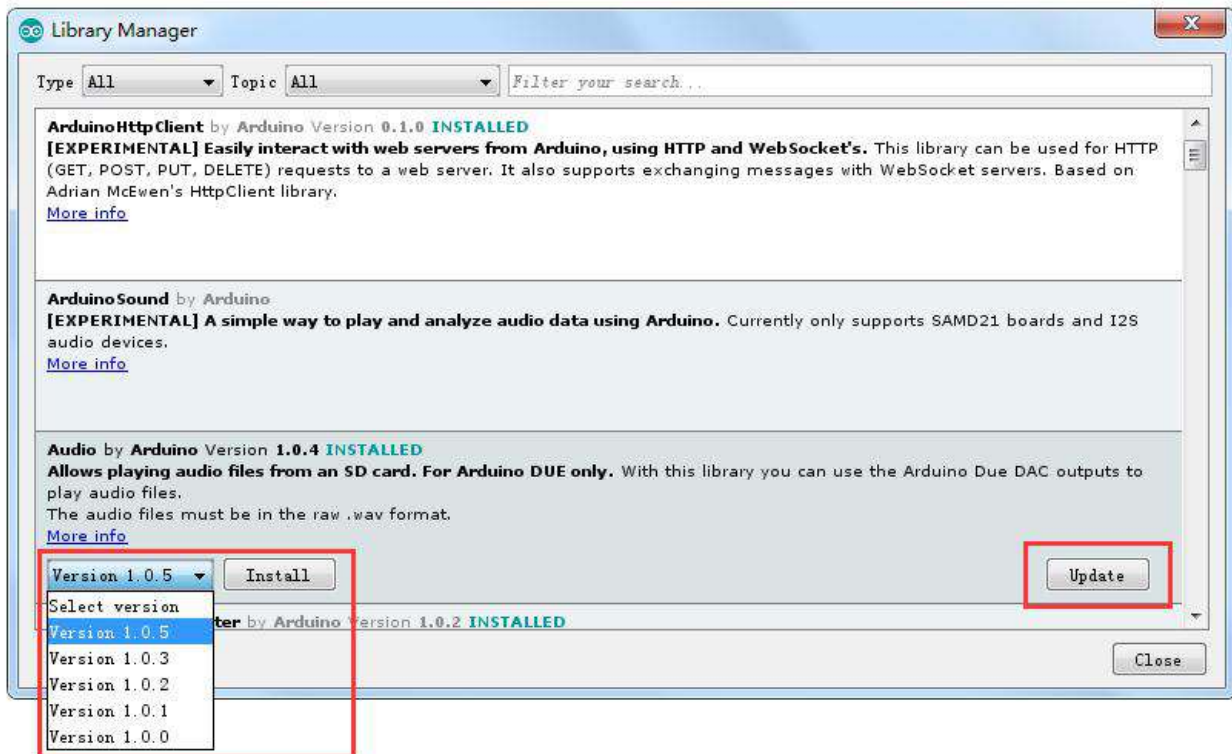 Library Manager
Type All Topic All Filter your search...
ArduinoHttpClient by Arduino Version 0.1.0 INSTALLED
[EXPERIMENTAL] Easily interact with web servers from Arduino, using HTTP and WebSocket's. This library can be used for HTTP
(GET, POST, PUT, DELETE) requests to a web server. It also supports exchanging messages with WebSocket servers. Based on
Adrian McEwen's HttpClient library.
More info
ArduinoSound by Arduino
[EXPERIMENTAL] A simple way to play and analyze audio data using Arduino. Currently only supports SAMD21 boards and I2S
audio devices.
More info
Audio by Arduino Version 1.0.4 INSTALLED
Allows playing audio files from an SD card. For Arduino DUE only. With this library you can use the Arduino Due DAC outputs to
play audio files.
The audio files must be in the raw .wav format.
More info
Version 1.0.5 Install Update
Select version
Version 1.0.5
ter by Arduino Version 1.0.2 INSTALLED
Version 1.0.3
Close
Version 1.0.2
Version 1.0.1
Version 1.0.0